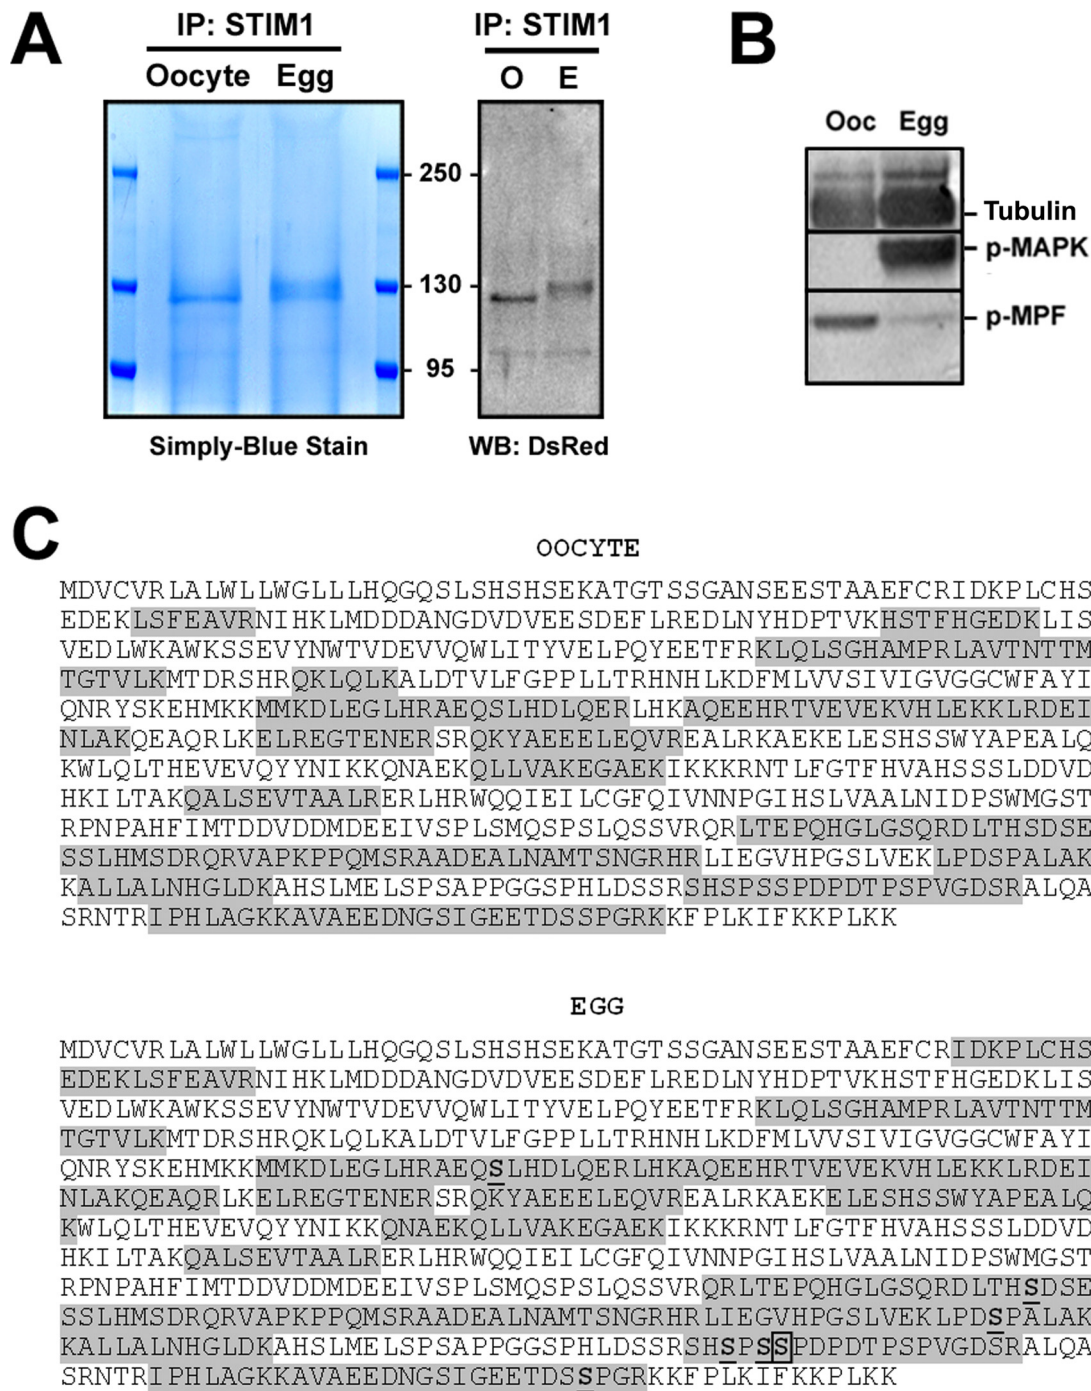 A
IP: STIM1
Oocyte Egg
IP: STIM1
O E
250
130
95
Simply-Blue Stain
WB: DsRed
B
Ooc Egg
Tubulin
p-MAPK
p-MPF
C
OOCYTE
MDVCVRLALWLLWGLLLHQGQSLSHSHSEKATGTSSGANSEESTAAEFCRIDKPLCHS
EDEKLSFEAVRNIHKLMDDDANGDVDVEESDEFLREDLNYHDPTVKHSTFHGEDKLIS
VEDLWKAWKSSEVYNWTVDEVVQWLITYVELPQYEETFRKLQLSGHAMPRLAVTNTTM
TGTVLKMTDRSHRQKLQLKALDTVLFGPPLLTRHNHLKDFMLVVSIVIGVGGCWFAYI
QNRYSKEHMKKMMKDLEGLHRAEQSLHDLQERLHKAQEEHRTVEVEKVHLEKKLRDEI
NLAKQEAQRLKELREGTENERSRQKYAEEELEQVREALRKAEKELESHSSWYAPEALQ
KWLQLTHEVEVQYYNIKKQNAEKQLLVAKEGAEKIKKKRNTLFGTFHVAHSSSLDDVD
HKILTAKQALSEVTAALRERLHRWQQIEILCGFQIVNNPGIHSLVAALNIDPSWMGST
RPNPAHFIMTDDVDDMDEEIVSPLSMQSPSLQSSVRQRLTEPQHGLGSQRDLTHSDSE
SSLHMSDRQRVAPKPPQMSRAADEALNAMTSNGRHRLIEGVHPGSLVEKLPDSPALAK
KALLALNHGLDKAHSLMELSPSAPPGGSPHLDSSRSHSPSSPDPDTPSPVGDSRALQA
SRNTRIPHLAGKKAVAEEDNGSIGEETDSSPGRKKFPLKIFKKPLKK
EGG
MDVCVRLALWLLWGLLLHQGQSLSHSHSEKATGTSSGANSEESTAAEFCRIDKPLCHS
EDEKLSFEAVRNIHKLMDDDANGDVDVEESDEFLREDLNYHDPTVKHSTFHGEDKLIS
VEDLWKAWKSSEVYNWTVDEVVQWLITYVELPQYEETFRKLQLSGHAMPRLAVTNTTM
TGTVLKMTDRSHRQKLQLKALDTVLFGPPLLTRHNHLKDFMLVVSIVIGVGGCWFAYI
QNRYSKEHMKKMMKDLEGLHRAEQSLHDLQERLHKAQEEHRTVEVEKVHLEKKLRDEI
NLAKQEAQRLKELREGTENERSRQKYAEEELEQVREALRKAEKELESHSSWYAPEALQ
KWLQLTHEVEVQYYNIKKQNAEKQLLVAKEGAEKIKKKRNTLFGTFHVAHSSSLDDVD
HKILTAKQALSEVTAALRERLHRWQQIEILCGFQIVNNPGIHSLVAALNIDPSWMGST
RPNPAHFIMTDDVDDMDEEIVSPLSMQSPSLQSSVRQRLTEPQHGLGSQRDLTHSDSE
SSLHMSDRQRVAPKPPQMSRAADEALNAMTSNGRHRLIEGVHPGSLVEKLPDSPALAK
KALLALNHGLDKAHSLMELSPSAPPGGSPHLDSSRSHSPSSPDPDTPSPVGDSRALQA
SRNTRIPHLAGKKAVAEEDNGSIGEETDSSPGRKKFPLKIFKKPLKK